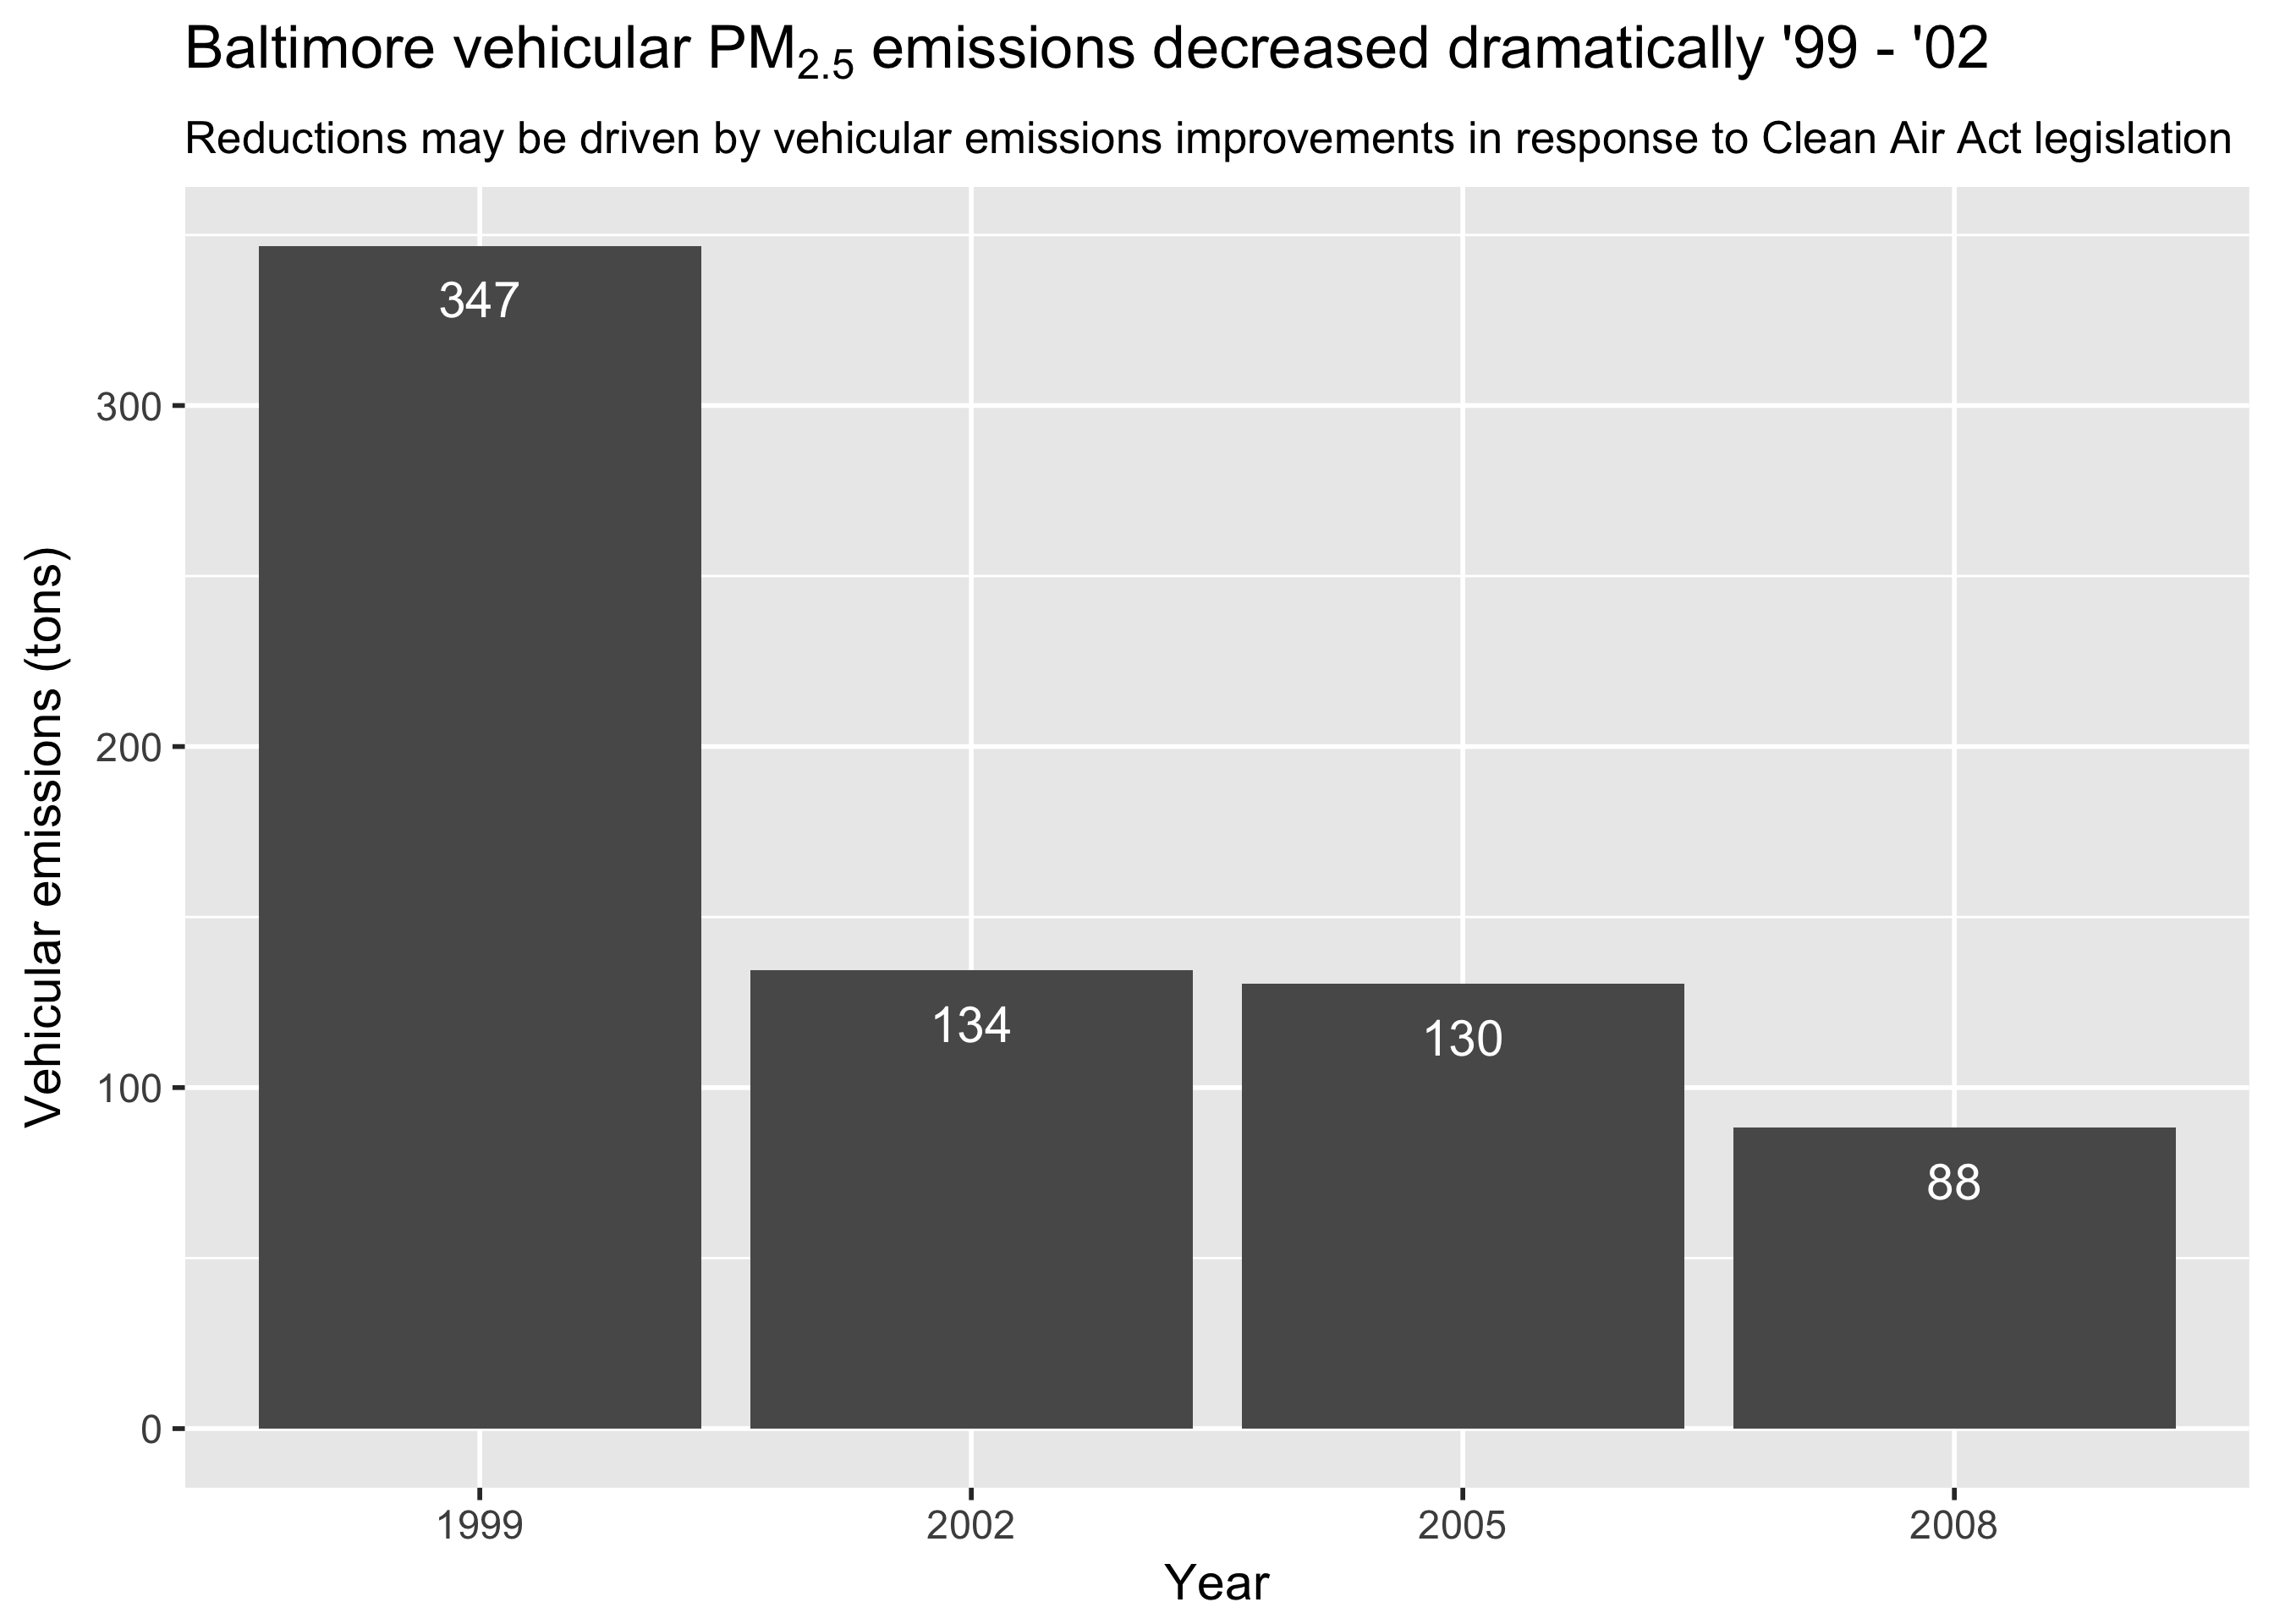 Baltimore vehicular PM2.5 emissions decreased dramatically '99 - '02
Reductions may be driven by vehicular emissions improvements in response to Clean Air Act legislation
Vehicular emissions (tons)
300
200
100
0
347
134
130
88
1999 2002 2005 2008
Year